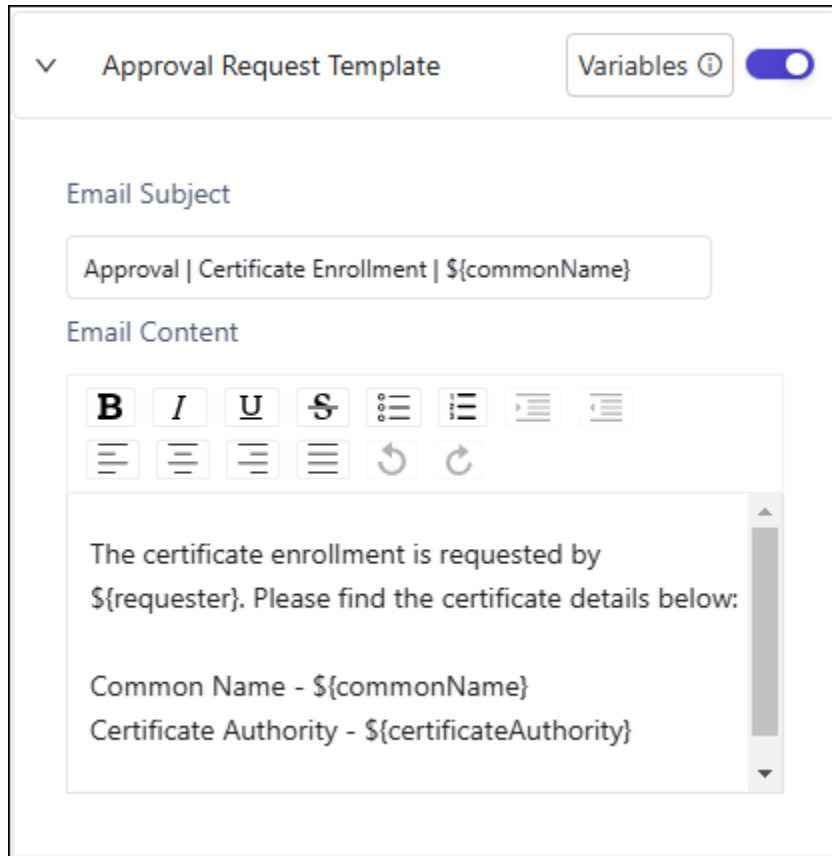 Approval Request Template
Variables
Email Subject
Approval | Certificate Enrollment | ${commonName}
Email Content
B I U S
The certificate enrollment is requested by
${requester}. Please find the certificate details below:
Common Name - ${commonName}
Certificate Authority - ${certificateAuthority}